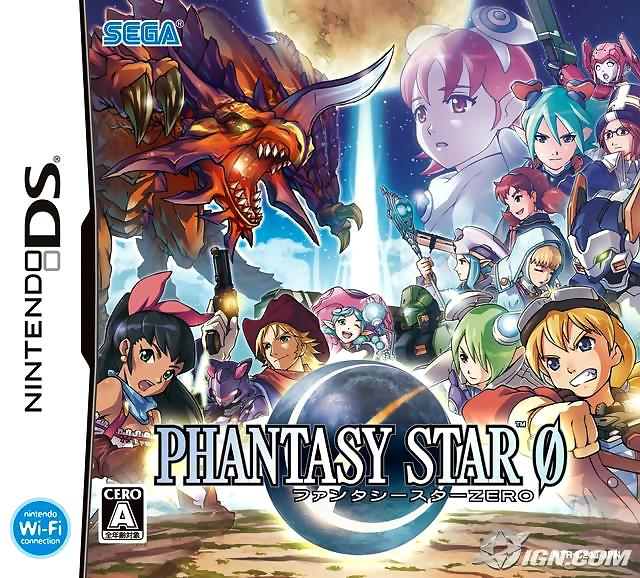 SEGA®
NINTENDO DS®
PHANTASY STAR 0™
ファンタシースターZERO
CERO
A
全年齢対象
nintendo
Wi-Fi
connection
IGN.COM